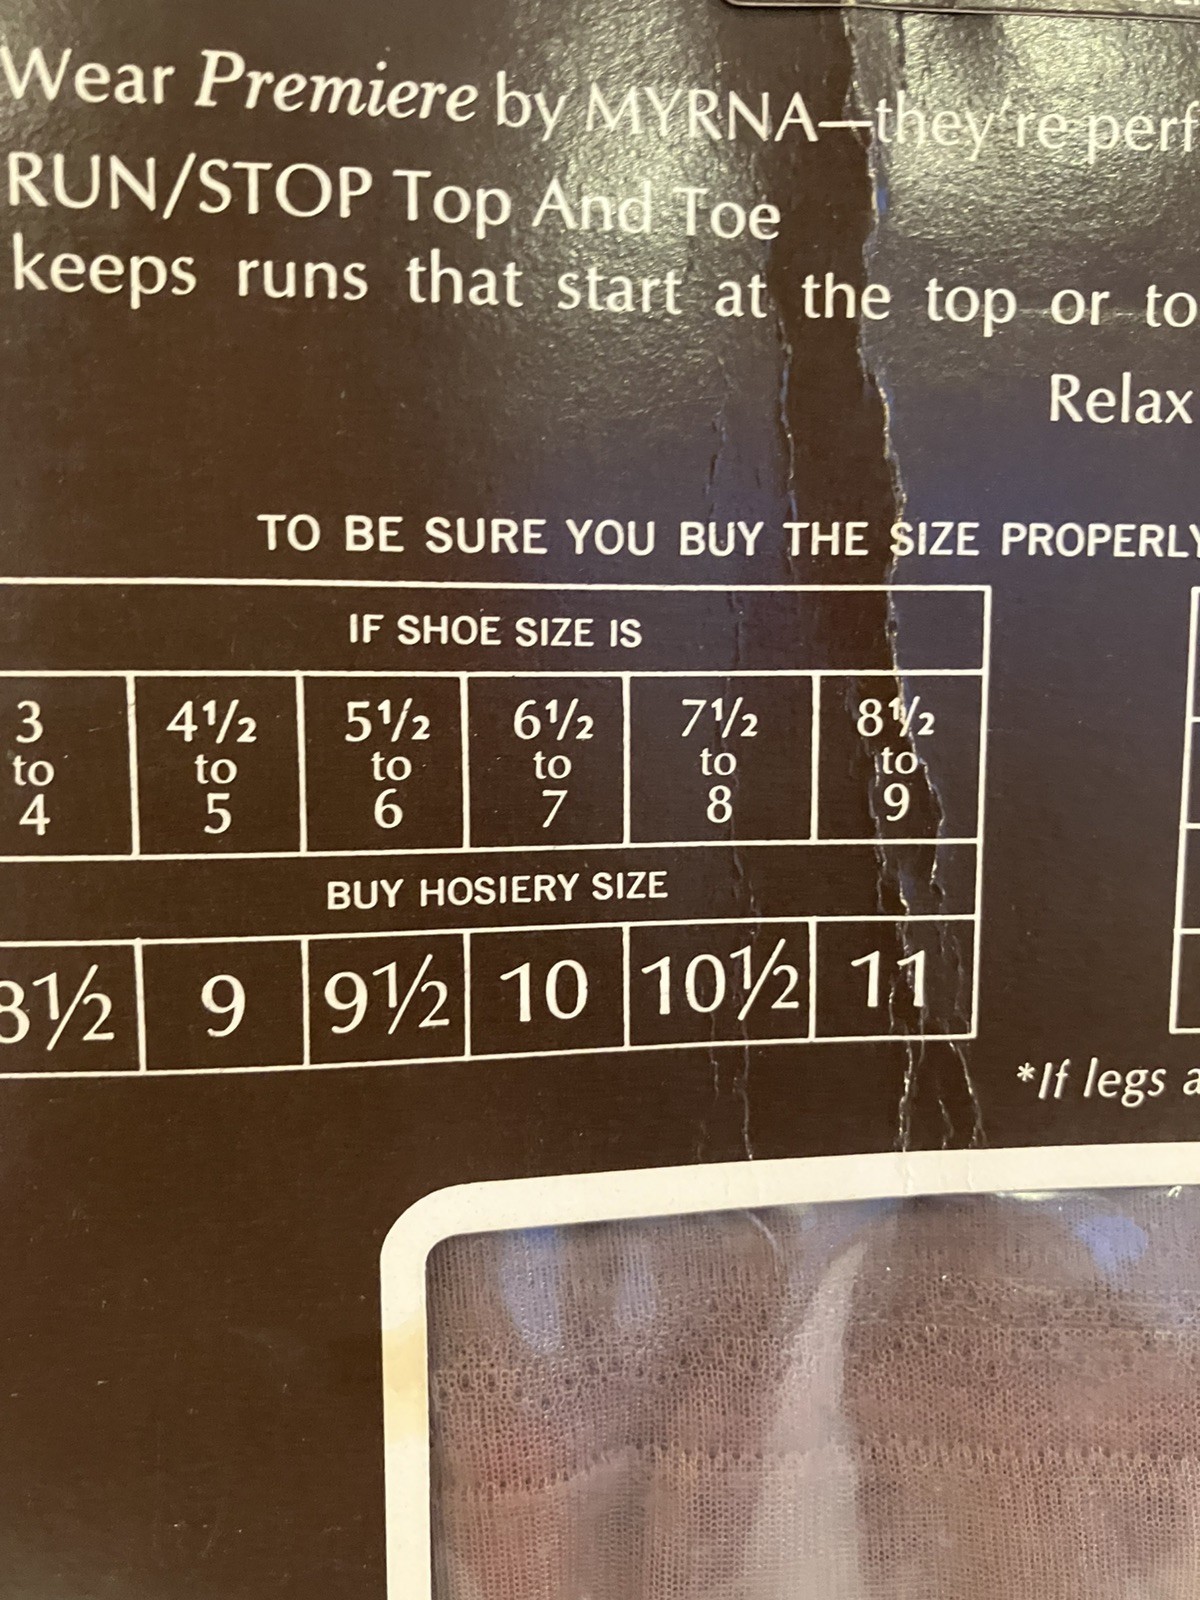 Wear Premiere by MYRNA—they're perf
RUN/STOP Top And Toe
keeps runs that start at the top or to
Relax
TO BE SURE YOU BUY THE SIZE PROPERLY
IF SHOE SIZE IS
3 to 4
4½ to 5
5½ to 6
6½ to 7
7½ to 8
8½ to 9
BUY HOSIERY SIZE
8½ 9 9½ 10 10½ 11
*If legs a